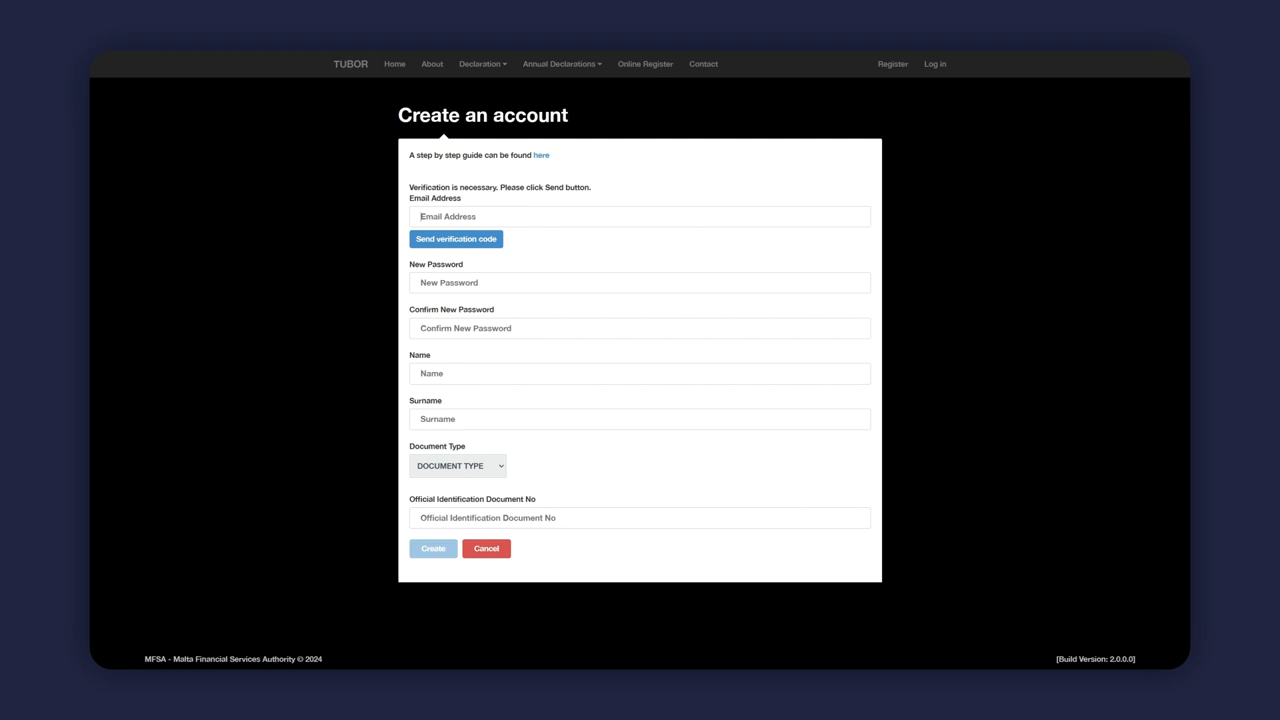 TUBOR Home About Declaration Annual Declarations Online Register Contact Register Log in
Create an account
A step by step guide can be found here
Verification is necessary. Please click Send button.
Email Address
Email Address
Send verification code
New Password
New Password
Confirm New Password
Confirm New Password
Name
Name
Surname
Surname
Document Type
DOCUMENT TYPE
Official Identification Document No
Official Identification Document No
Create Cancel
MFSA - Malta Financial Services Authority © 2024 [Build Version: 2.0.0.0]